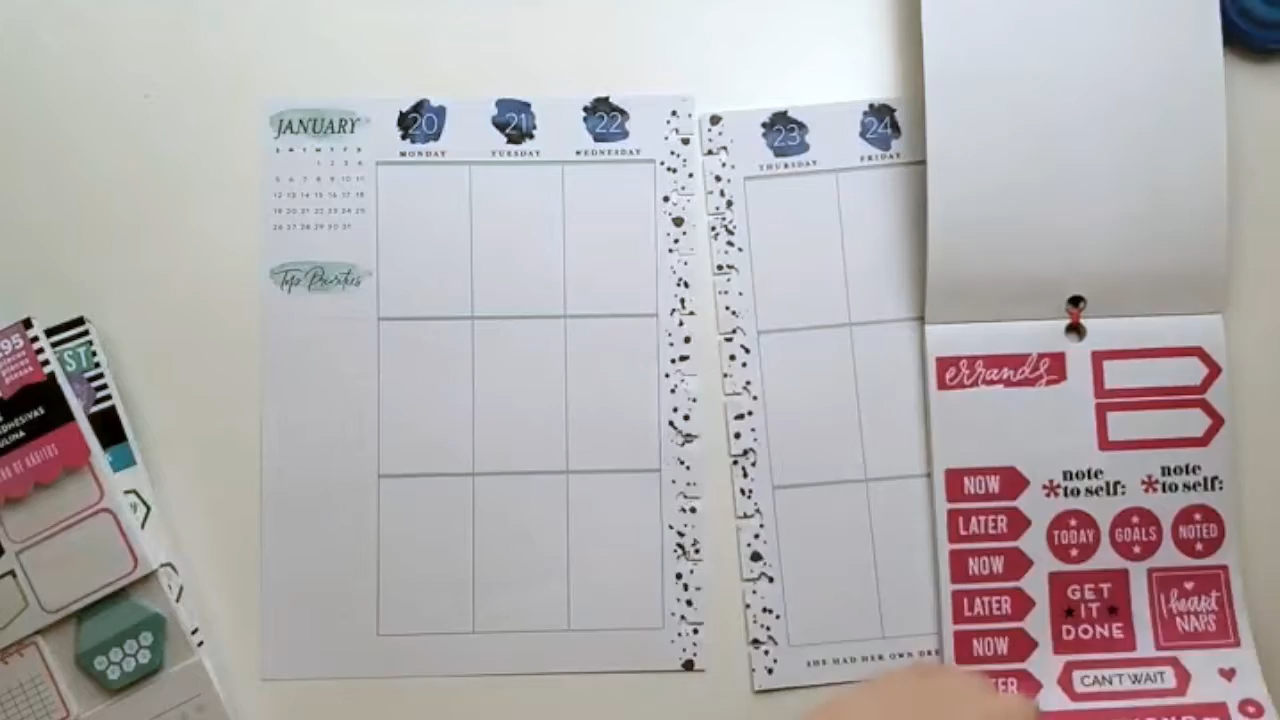 JANUARY
S M T W T F S
1 2 3 4
5 6 7 8 9 10 11
12 13 14 15 16 17 18
19 20 21 22 23 24 25
26 27 28 29 30 31
Top Priorities
20
MONDAY
21
TUESDAY
22
WEDNESDAY
23
THURSDAY
24
FRIDAY
SHE HAD HER OWN
95
ST
errands
NOW
LATER
NOW
LATER
NOW
note
*to self:
note
*to self:
TODAY
GOALS
NOTED
GET
IT
DONE
I heart
NAPS
CAN'T WAIT